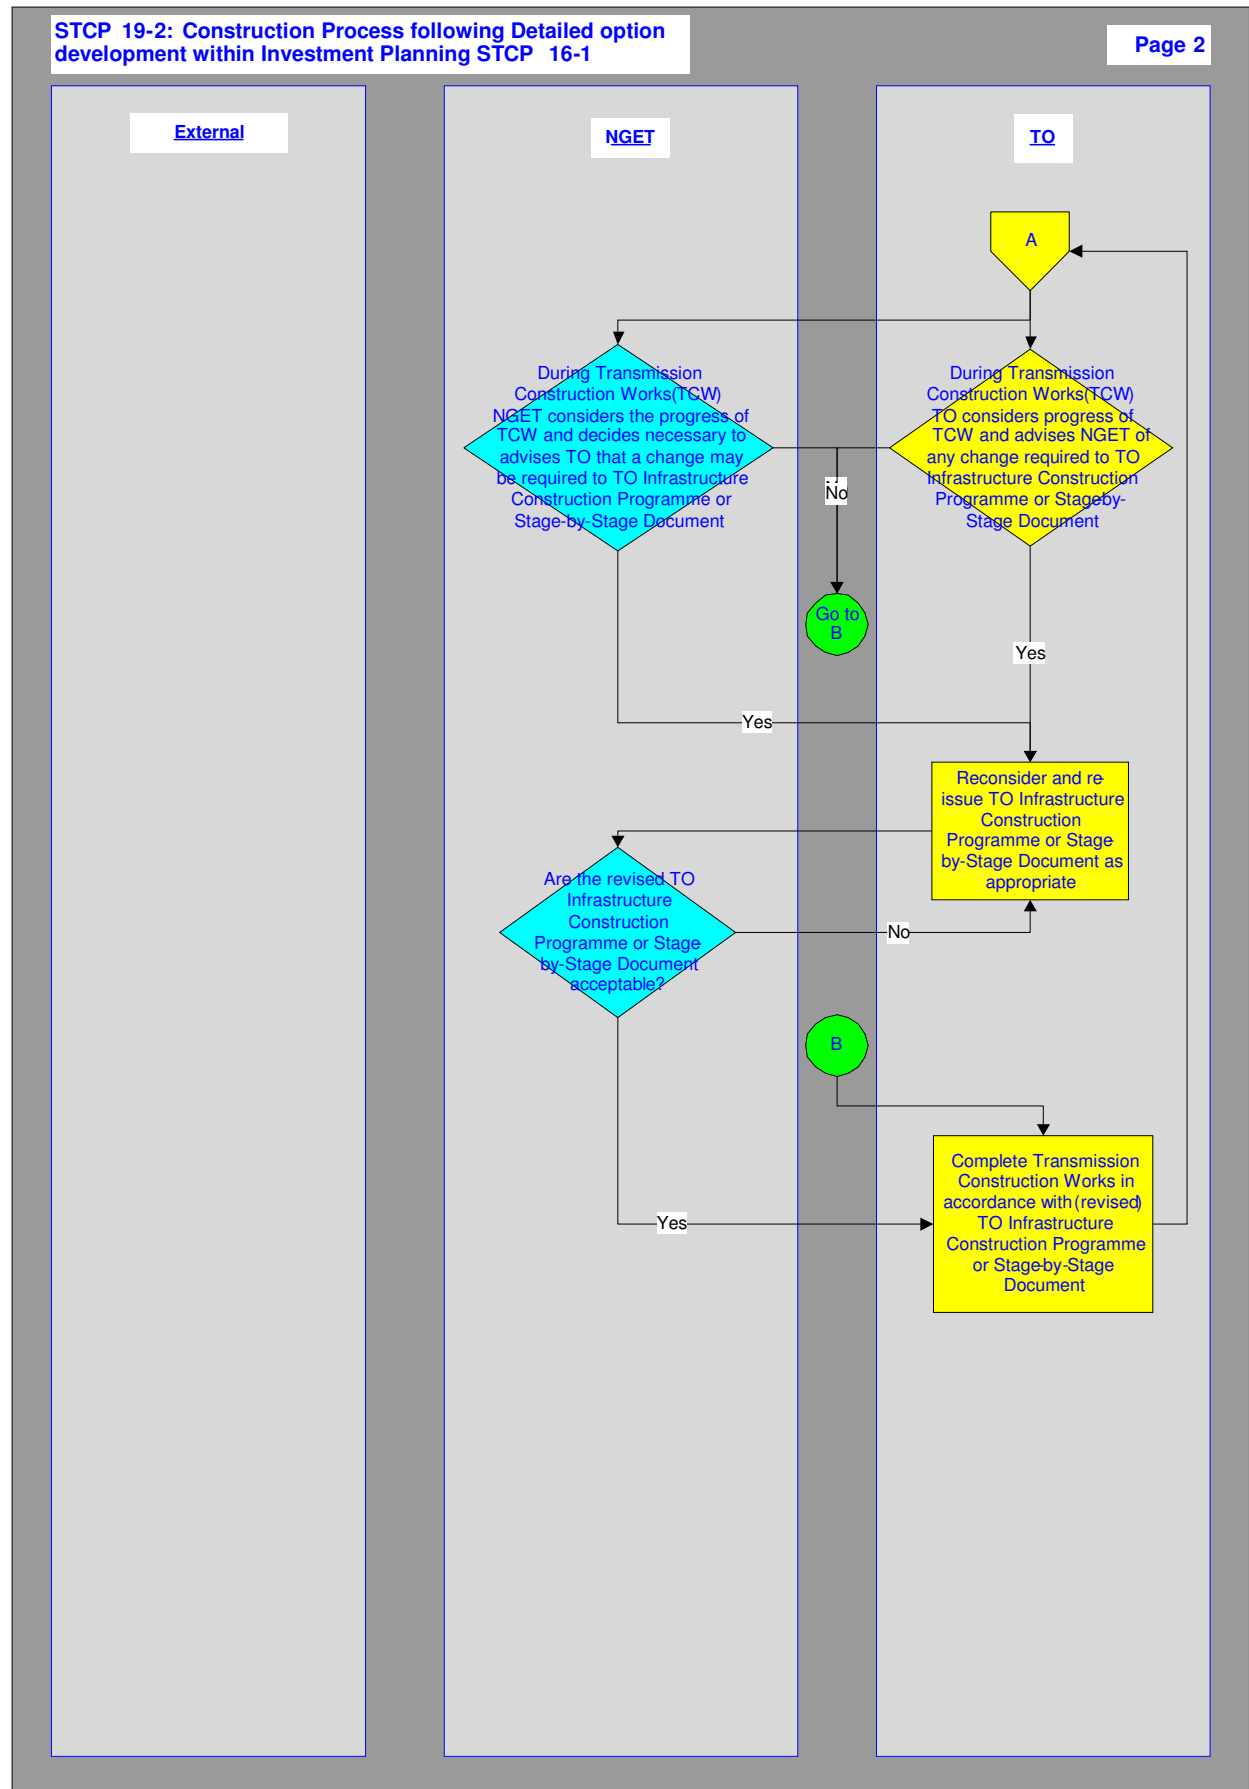 STCP 19-2: Construction Process following Detailed option
development within Investment Planning STCP 16-1
Page 2
External
NGET
TO
A
During Transmission
Construction Works(TCW)
NGET considers the progress of
TCW and decides necessary to
advises TO that a change may
be required to TO Infrastructure
Construction Programme or
Stage-by-Stage Document
During Transmission
Construction Works(TCW)
TO considers progress of
TCW and advises NGET of
any change required to TO
Infrastructure Construction
Programme or Stageby-
Stage Document
No
Go to
B
Yes
Yes
Reconsider and re-
issue TO Infrastructure
Construction
Programme or Stage-
by-Stage Document as
appropriate
Are the revised TO
Infrastructure
Construction
Programme or Stage-
by-Stage Document
acceptable?
No
B
Complete Transmission
Construction Works in
accordance with (revised)
TO Infrastructure
Construction Programme
or Stage-by-Stage
Document
Yes